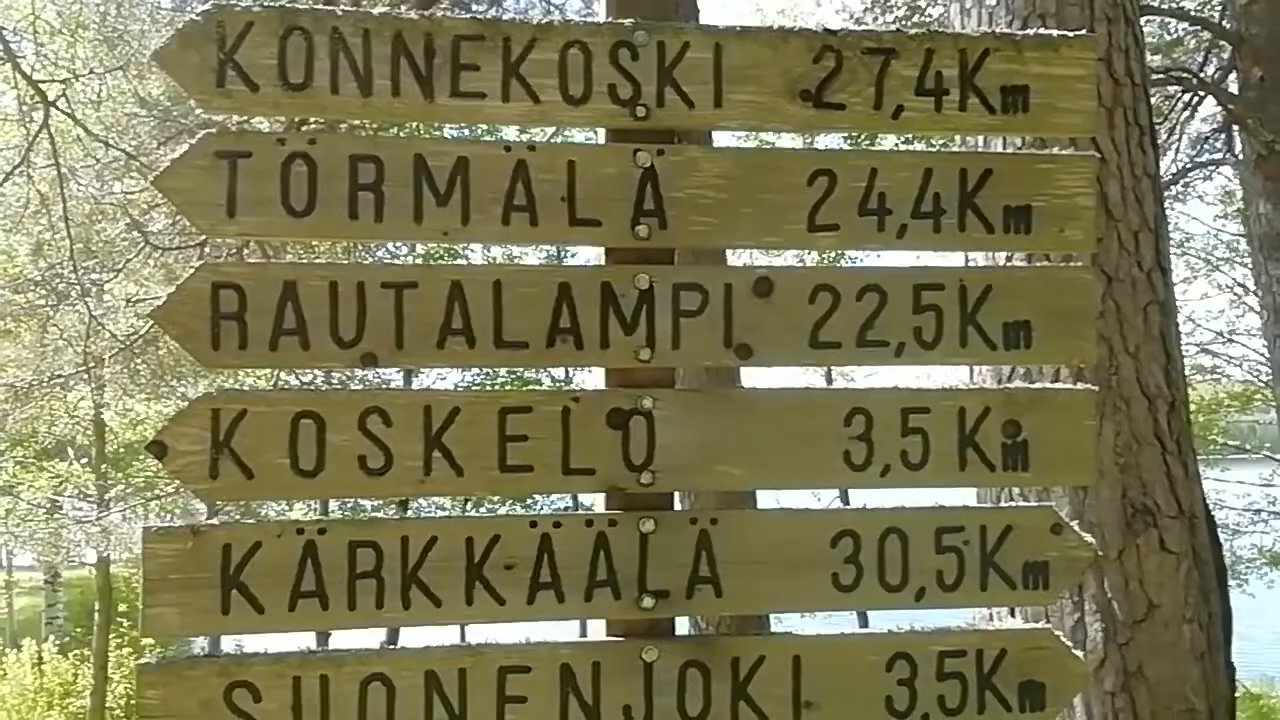 KONNEKOSKI 27,4Km
TÖRMÄLÄ 24,4Km
RAUTALAMPI 22,5Km
KOSKELO 3,5Km
KÄRKKÄÄLÄ 30,5Km
SUONENJOKI 3,5Km